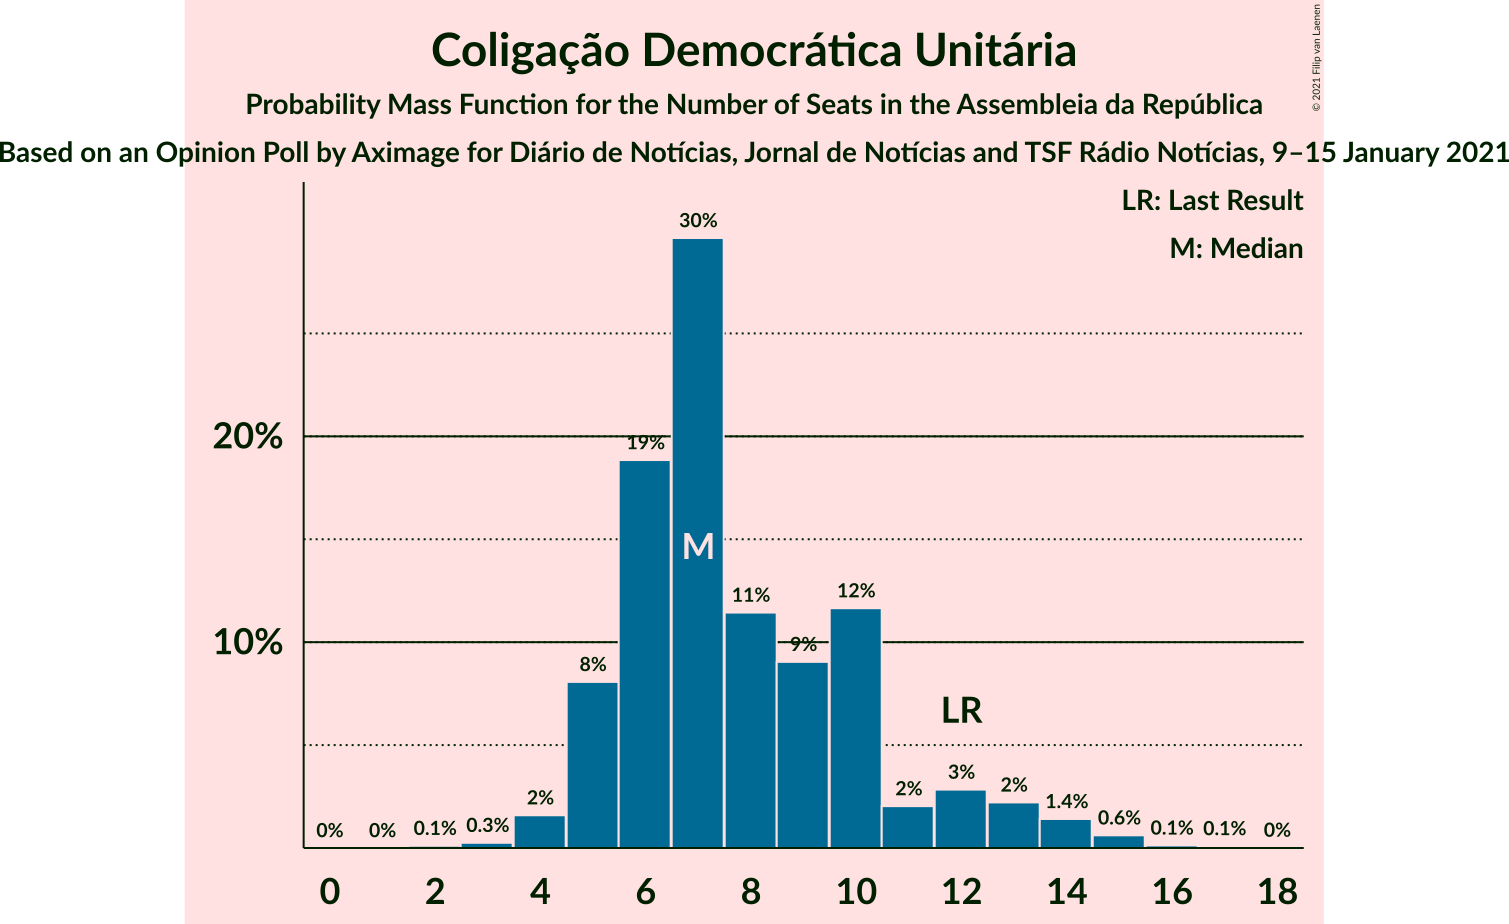 Coligação Democrática Unitária
Probability Mass Function for the Number of Seats in the Assembleia da República
Based on an Opinion Poll by Aximage for Diário de Notícias, Jornal de Notícias and TSF Rádio Notícias, 9–15 January 2021
© 2021 Filip van Laenen
LR: Last Result
M: Median
20%
10%
0%
0%
0.1%
0.3%
2%
8%
19%
30%
M
11%
9%
12%
2%
LR
3%
2%
1.4%
0.6%
0.1%
0.1%
0%
0 2 4 6 8 10 12 14 16 18